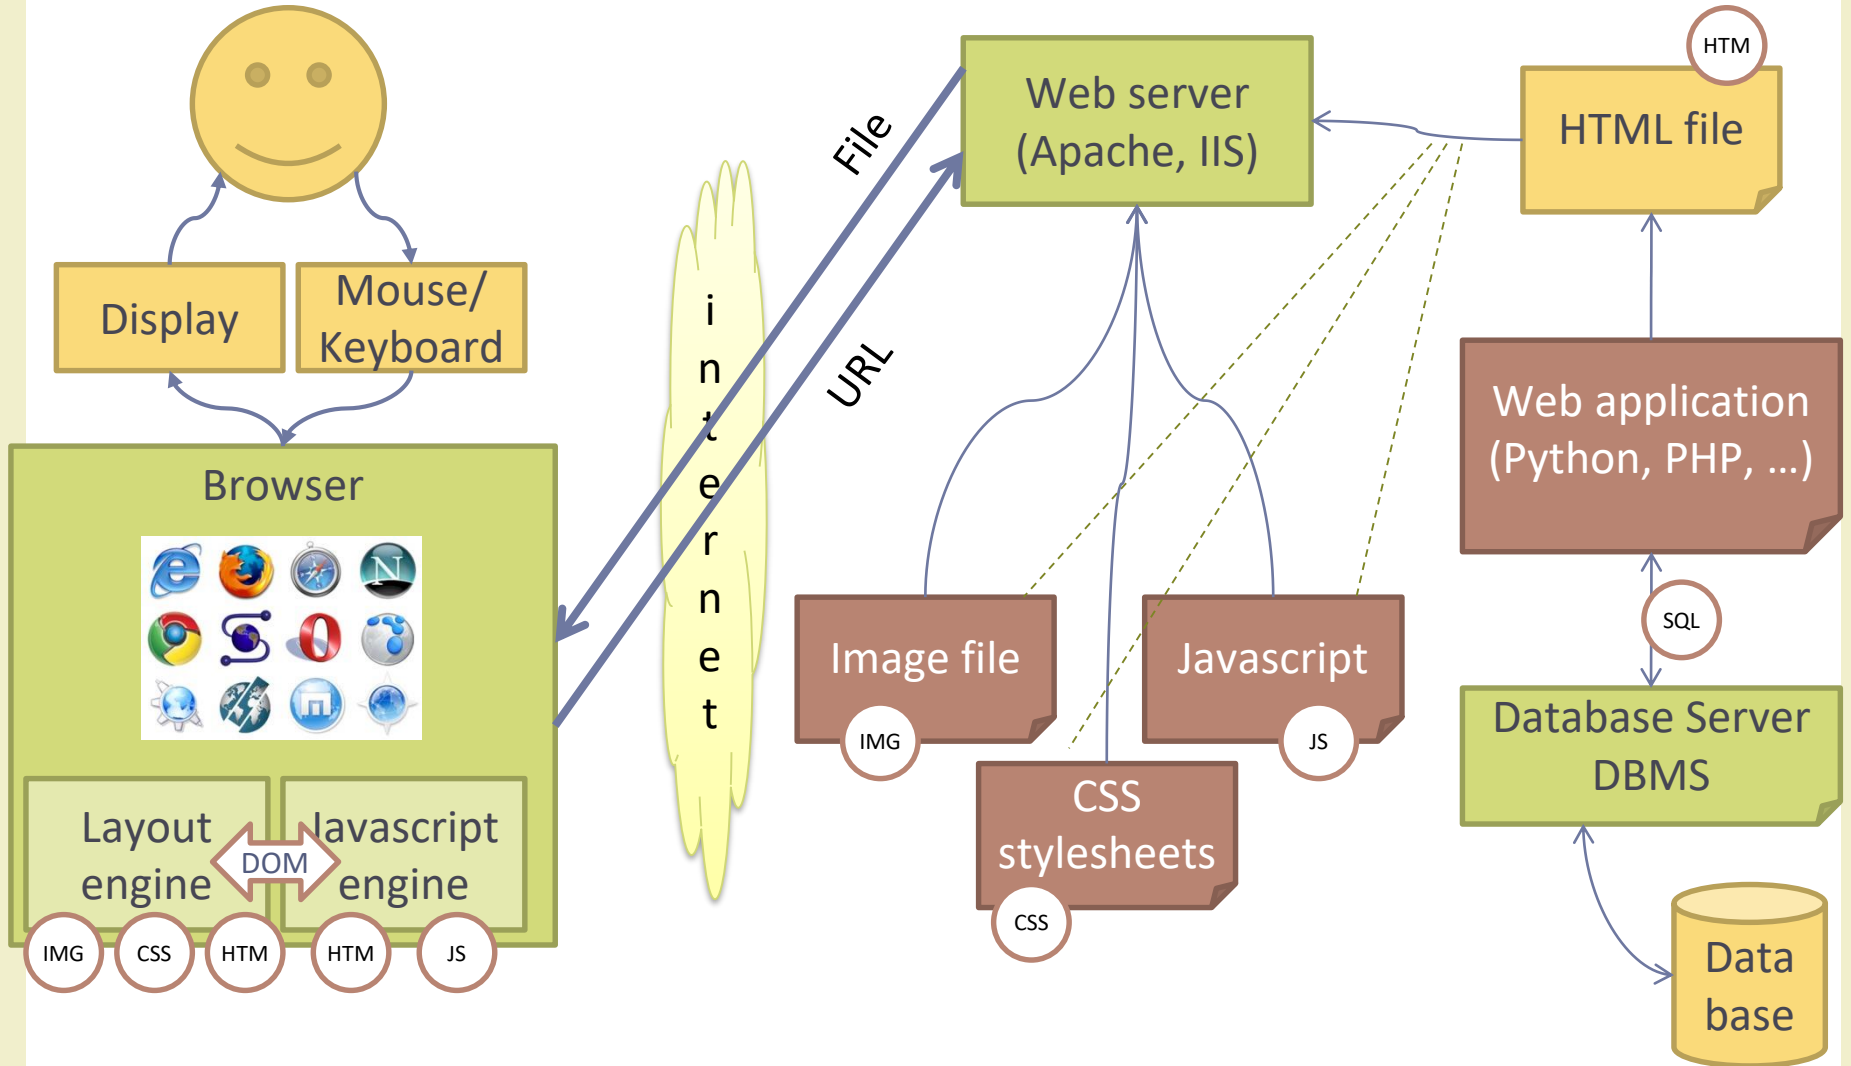 HTM
Web server
(Apache, IIS)
HTML file
File
Display
Mouse/
Keyboard
internet
URL
Web application
(Python, PHP, ...)
Browser
N
SQL
Image file
Javascript
IMG
JS
Database Server
DBMS
CSS
stylesheets
CSS
Layout
engine
DOM
Javascript
engine
IMG
CSS
HTM
HTM
JS
Data
base